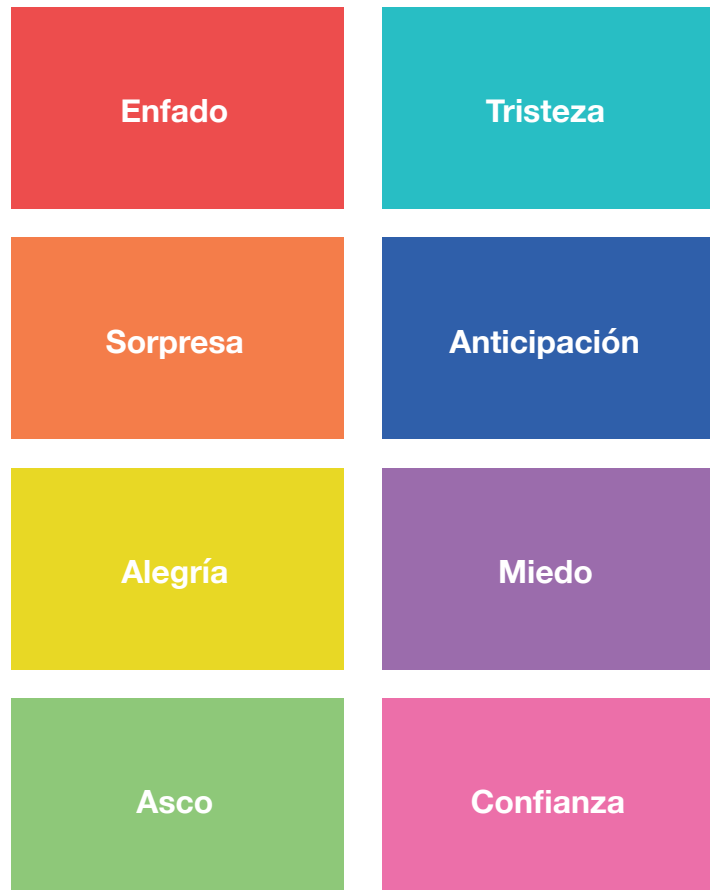 Enfado
Tristeza
Sorpresa
Anticipación
Alegría
Miedo
Asco
Confianza